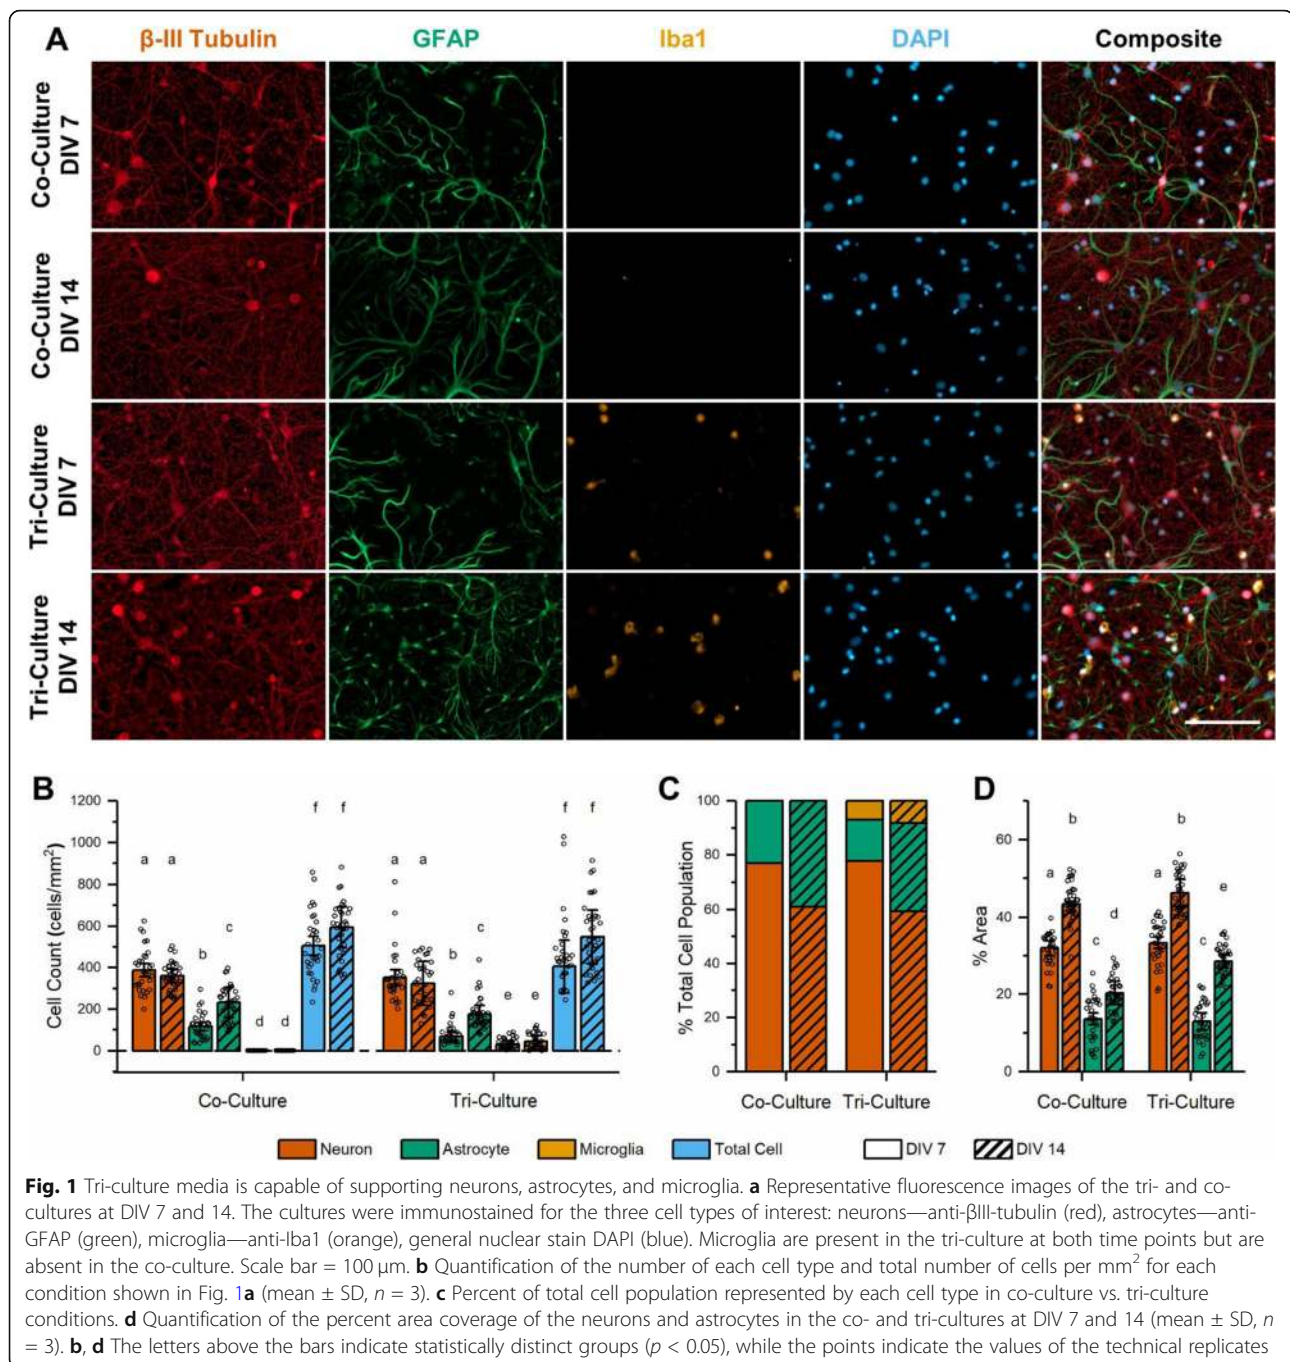 A
β-III Tubulin GFAP Iba1 DAPI Composite
Co-Culture
DIV 7
Co-Culture
DIV 14
Tri-Culture
DIV 7
Tri-Culture
DIV 14
B
Cell Count (cells/mm²)
1200
1000
800
600
400
200
0
a a b c d d f f
a a b c e e f f
Co-Culture Tri-Culture
C
% Total Cell Population
100
80
60
40
20
0
Co-Culture Tri-Culture
D
% Area
60
40
20
0
a b c d
a b c e
Co-Culture Tri-Culture
Neuron Astrocyte Microglia Total Cell DIV 7 DIV 14
Fig. 1 Tri-culture media is capable of supporting neurons, astrocytes, and microglia. a Representative fluorescence images of the tri- and co-
cultures at DIV 7 and 14. The cultures were immunostained for the three cell types of interest: neurons—anti-βIII-tubulin (red), astrocytes—anti-
GFAP (green), microglia—anti-Iba1 (orange), general nuclear stain DAPI (blue). Microglia are present in the tri-culture at both time points but are
absent in the co-culture. Scale bar = 100 μm. b Quantification of the number of each cell type and total number of cells per mm² for each
condition shown in Fig. 1a (mean ± SD, n = 3). c Percent of total cell population represented by each cell type in co-culture vs. tri-culture
conditions. d Quantification of the percent area coverage of the neurons and astrocytes in the co- and tri-cultures at DIV 7 and 14 (mean ± SD, n
= 3). b, d The letters above the bars indicate statistically distinct groups (p < 0.05), while the points indicate the values of the technical replicates